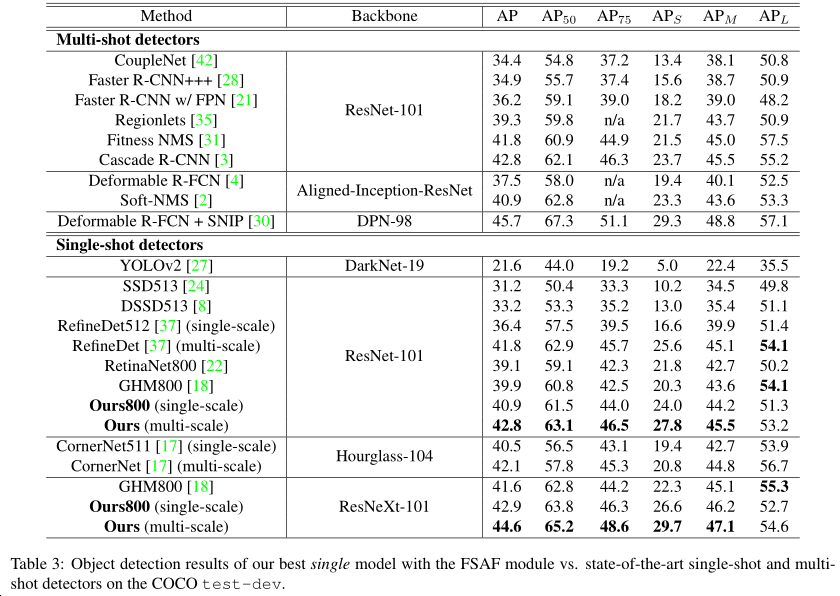 Method Backbone AP AP50 AP75 APS APM APL
Multi-shot detectors
CoupleNet [42] 34.4 54.8 37.2 13.4 38.1 50.8
Faster R-CNN+++ [28] 34.9 55.7 37.4 15.6 38.7 50.9
Faster R-CNN w/ FPN [21] 36.2 59.1 39.0 18.2 39.0 48.2
ResNet-101
Regionlets [35] 39.3 59.8 n/a 21.7 43.7 50.9
Fitness NMS [31] 41.8 60.9 44.9 21.5 45.0 57.5
Cascade R-CNN [3] 42.8 62.1 46.3 23.7 45.5 55.2
Deformable R-FCN [4] 37.5 58.0 n/a 19.4 40.1 52.5
Aligned-Inception-ResNet
Soft-NMS [2] 40.9 62.8 n/a 23.3 43.6 53.3
Deformable R-FCN + SNIP [30] DPN-98 45.7 67.3 51.1 29.3 48.8 57.1
Single-shot detectors
YOLOv2 [27] DarkNet-19 21.6 44.0 19.2 5.0 22.4 35.5
SSD513 [24] 31.2 50.4 33.3 10.2 34.5 49.8
DSSD513 [8] 33.2 53.3 35.2 13.0 35.4 51.1
RefineDet512 [37] (single-scale) 36.4 57.5 39.5 16.6 39.9 51.4
RefineDet [37] (multi-scale) 41.8 62.9 45.7 25.6 45.1 54.1
ResNet-101
RetinaNet800 [22] 39.1 59.1 42.3 21.8 42.7 50.2
GHM800 [18] 39.9 60.8 42.5 20.3 43.6 54.1
Ours800 (single-scale) 40.9 61.5 44.0 24.0 44.2 51.3
Ours (multi-scale) 42.8 63.1 46.5 27.8 45.5 53.2
CornerNet511 [17] (single-scale) 40.5 56.5 43.1 19.4 42.7 53.9
Hourglass-104
CornerNet [17] (multi-scale) 42.1 57.8 45.3 20.8 44.8 56.7
GHM800 [18] 41.6 62.8 44.2 22.3 45.1 55.3
Ours800 (single-scale) ResNeXt-101 42.9 63.8 46.3 26.6 46.2 52.7
Ours (multi-scale) 44.6 65.2 48.6 29.7 47.1 54.6
Table 3: Object detection results of our best single model with the FSAF module vs. state-of-the-art single-shot and multi-
shot detectors on the COCO test-dev.